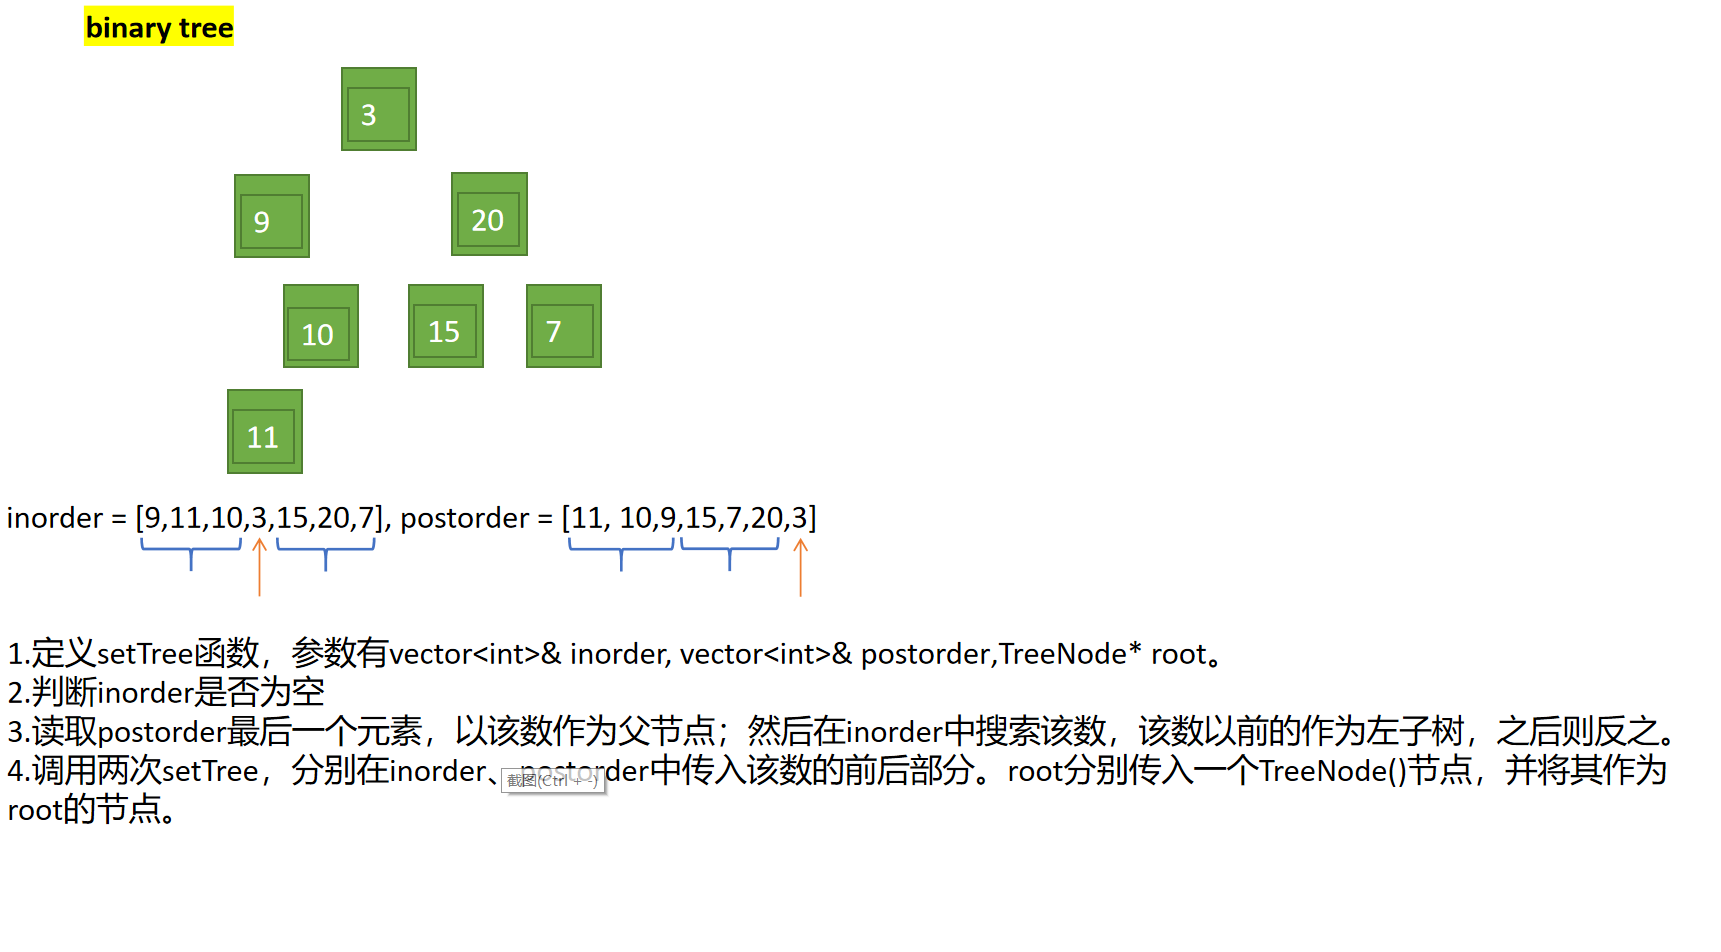 binary tree
3
9
20
10
15
7
11
inorder = [9,11,10,3,15,20,7], postorder = [11, 10,9,15,7,20,3]
1.定义setTree函数，参数有vector<int>& inorder, vector<int>& postorder,TreeNode* root。
2.判断inorder是否为空
3.读取postorder最后一个元素，以该数作为父节点；然后在inorder中搜索该数，该数以前的作为左子树，之后则反之。
4.调用两次setTree，分别在inorder、postorder中传入该数的前后部分。root分别传入一个TreeNode()节点，并将其作为
root的节点。
截图(Ctrl + -)